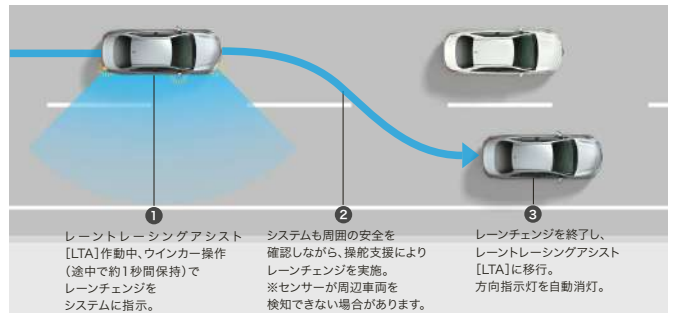 1
レーントレーシングアシスト
[LTA]作動中、ウインカー操作
(途中で約1秒間保持)で
レーンチェンジを
システムに指示。
2
システムも周囲の安全を
確認しながら、操舵支援により
レーンチェンジを実施。
※センサーが周辺車両を
検知できない場合があります。
3
レーンチェンジを終了し、
レーントレーシングアシスト
[LTA]に移行。
方向指示灯を自動消灯。